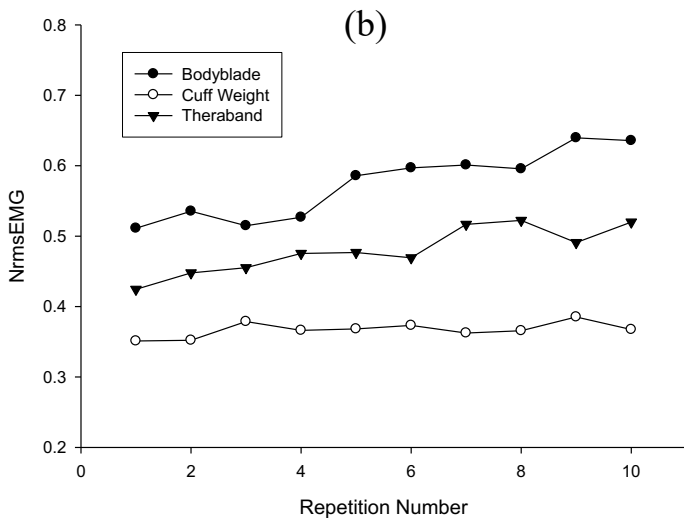 (b)
0.8
0.7
0.6
0.5
0.4
0.3
0.2
NrmsEMG
Bodyblade
Cuff Weight
Theraband
0 2 4 6 8 10
Repetition Number